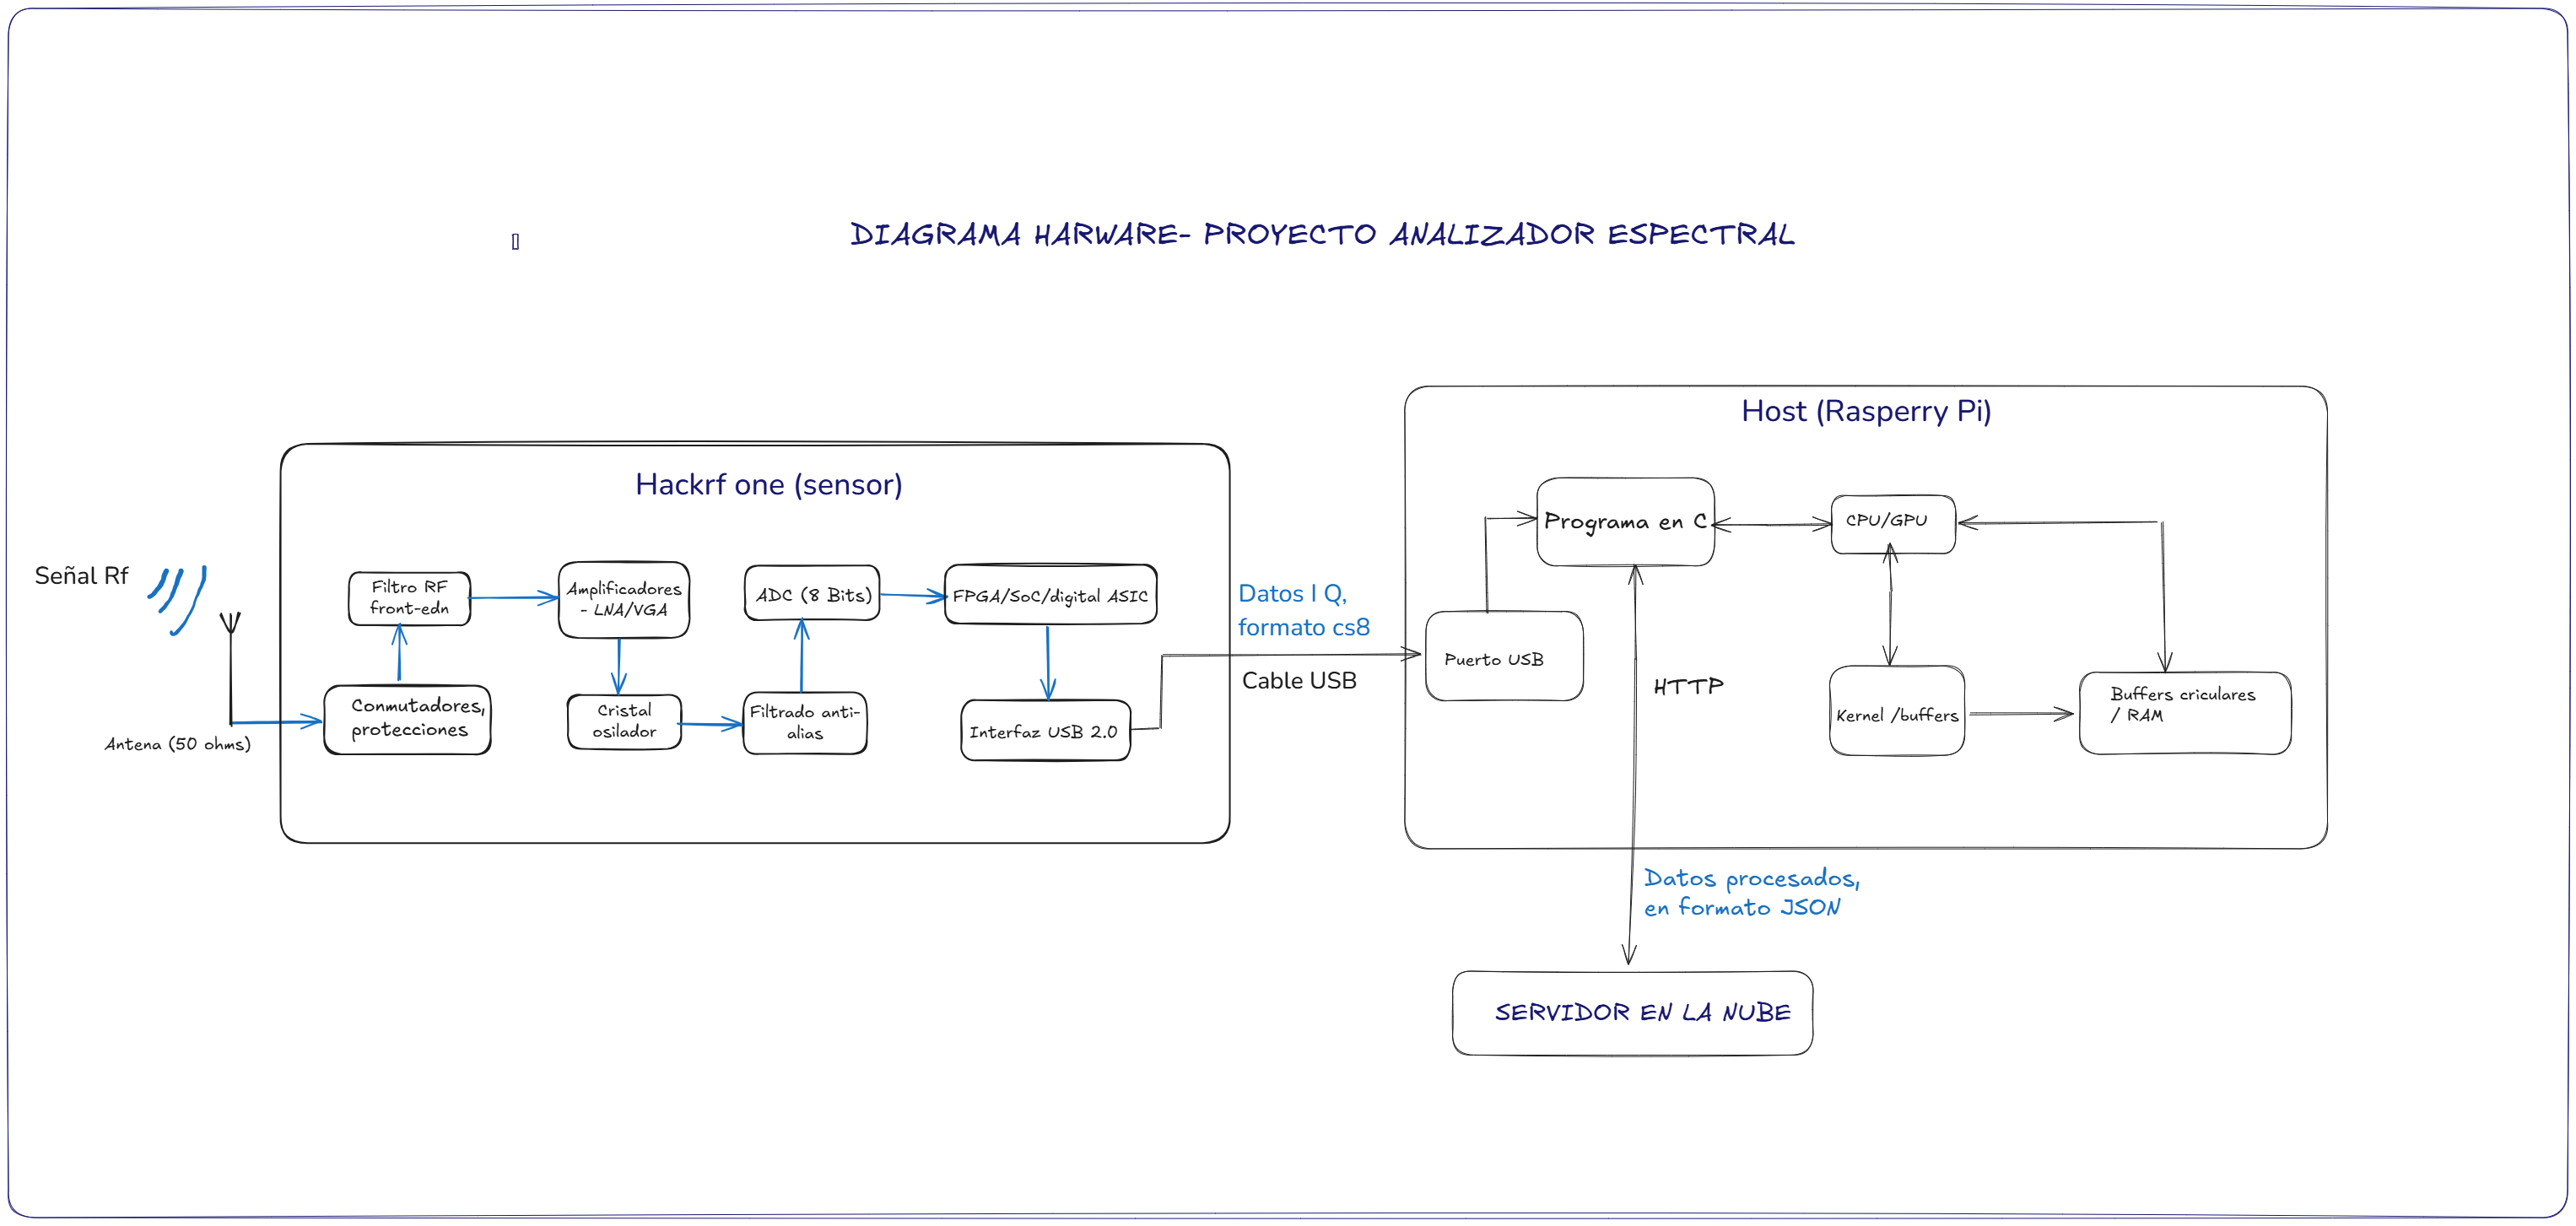 DIAGRAMA HARWARE- PROYECTO ANALIZADOR ESPECTRAL
Hackrf one (sensor)
Señal Rf
Antena (50 ohms)
Conmutadores,
protecciones
Filtro RF
front-edn
Amplificadores
- LNA/VGA
Cristal
osilador
Filtrado anti-
alias
ADC (8 Bits)
FPGA/SoC/digital ASIC
Interfaz USB 2.0
Datos I Q,
formato cs8
Cable USB
Host (Rasperry Pi)
Puerto USB
Programa en C
CPU/GPU
Kernel /buffers
Buffers criculares
/ RAM
HTTP
Datos procesados,
en formato JSON
SERVIDOR EN LA NUBE